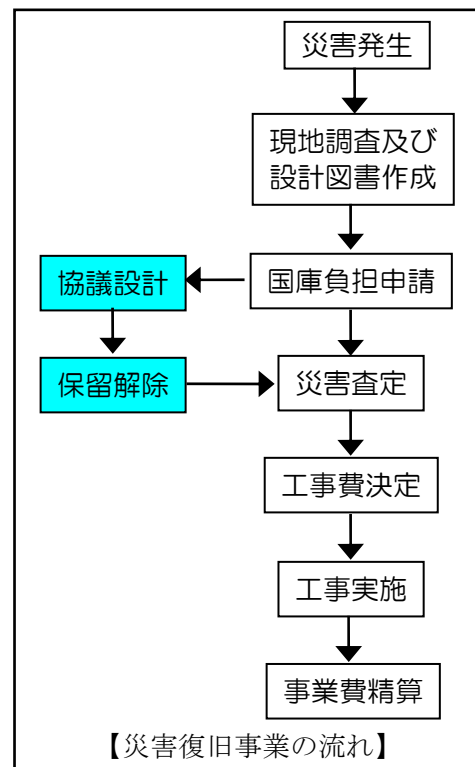 災害発生
現地調査及び
設計図書作成
国庫負担申請
協議設計
保留解除
災害査定
工事費決定
工事実施
事業費精算
【災害復旧事業の流れ】